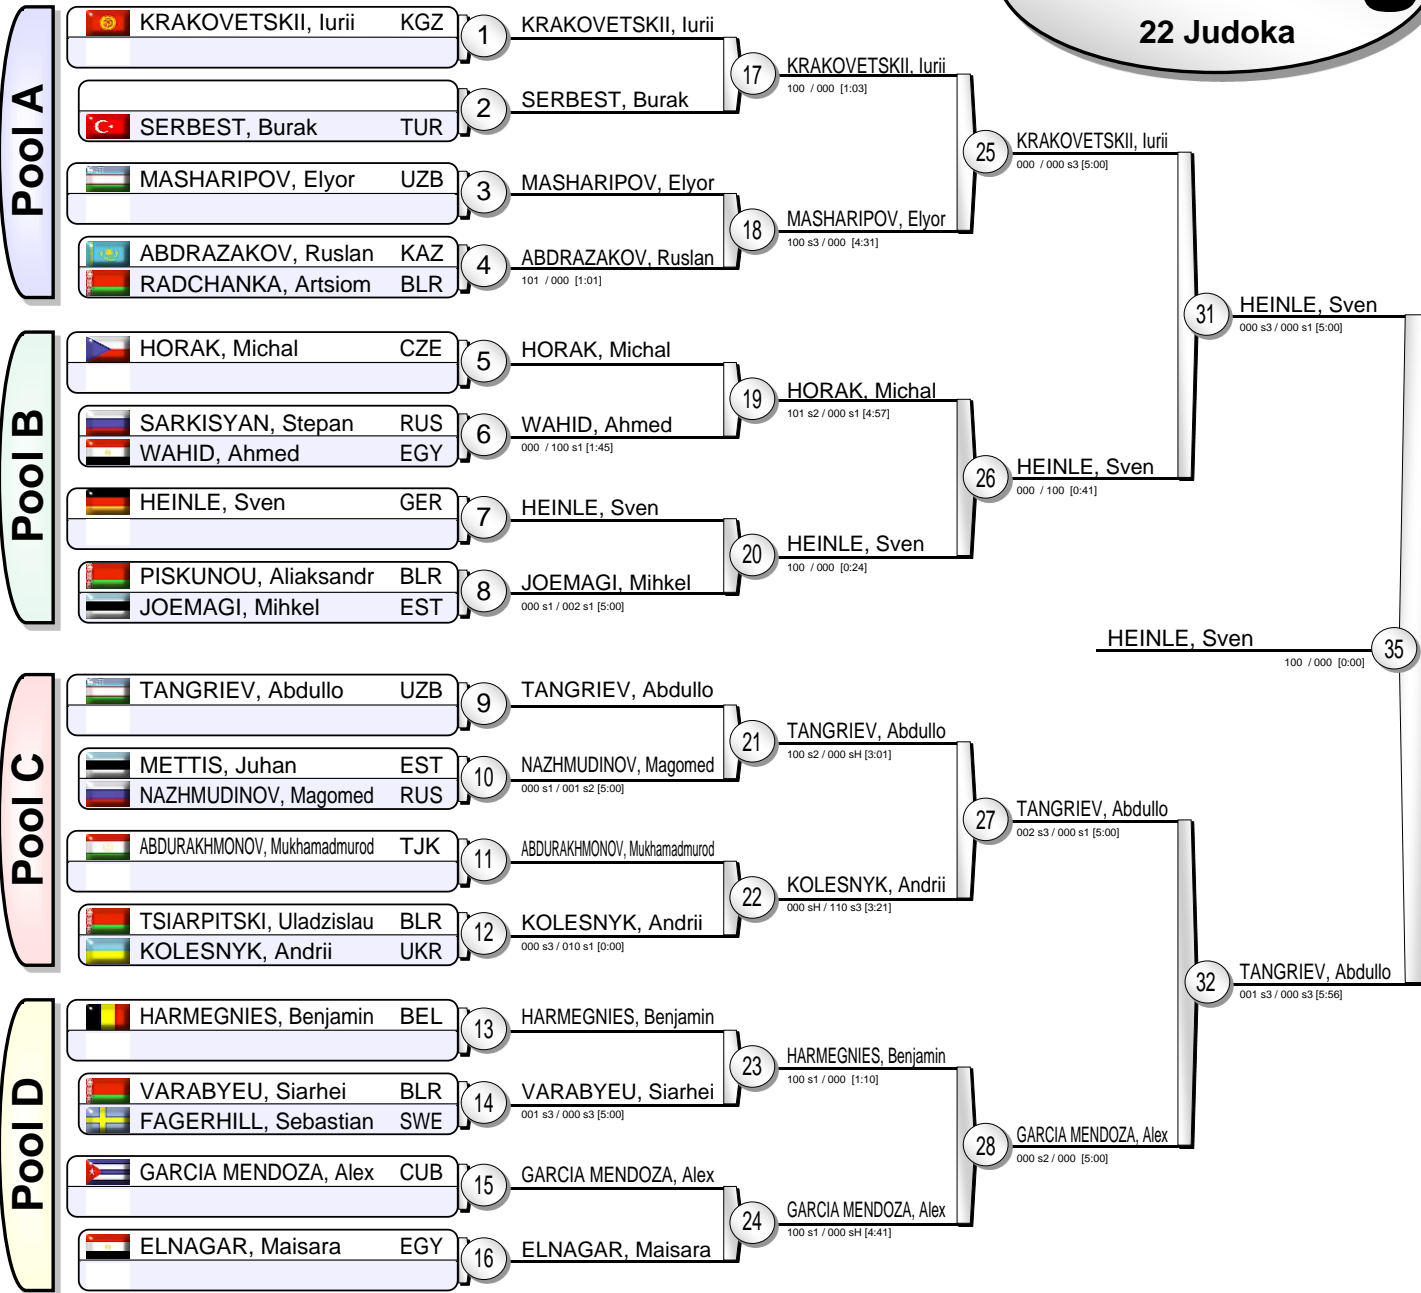 22 Judoka
Pool A
KRAKOVETSKII, Iurii KGZ
1
KRAKOVETSKII, Iurii
2
SERBEST, Burak TUR
SERBEST, Burak
17
KRAKOVETSKII, Iurii
100 / 000 [1:03]
MASHARIPOV, Elyor UZB
3
MASHARIPOV, Elyor
ABDRAZAKOV, Ruslan KAZ
RADCHANKA, Artsiom BLR
4
ABDRAZAKOV, Ruslan
101 / 000 [1:01]
18
MASHARIPOV, Elyor
100 s3 / 000 [4:31]
25
KRAKOVETSKII, Iurii
000 / 000 s3 [5:00]
Pool B
HORAK, Michal CZE
5
HORAK, Michal
SARKISYAN, Stepan RUS
WAHID, Ahmed EGY
6
WAHID, Ahmed
000 / 100 s1 [1:45]
19
HORAK, Michal
101 s2 / 000 s1 [4:57]
HEINLE, Sven GER
7
HEINLE, Sven
PISKUNOU, Aliaksandr BLR
JOEMAGI, Mihkel EST
8
JOEMAGI, Mihkel
000 s1 / 002 s1 [5:00]
20
HEINLE, Sven
100 / 000 [0:24]
26
HEINLE, Sven
000 / 100 [0:41]
31
HEINLE, Sven
000 s3 / 000 s1 [5:00]
HEINLE, Sven
100 / 000 [0:00]
35
Pool C
TANGRIEV, Abdullo UZB
9
TANGRIEV, Abdullo
METTIS, Juhan EST
NAZHMUDINOV, Magomed RUS
10
NAZHMUDINOV, Magomed
000 s1 / 001 s2 [5:00]
21
TANGRIEV, Abdullo
100 s2 / 000 sH [3:01]
ABDURAKHMONOV, Mukhamadmurod TJK
11
ABDURAKHMONOV, Mukhamadmurod
TSIARPITSKI, Uladzislau BLR
KOLESNYK, Andrii UKR
12
KOLESNYK, Andrii
000 s3 / 010 s1 [0:00]
22
KOLESNYK, Andrii
000 sH / 110 s3 [3:21]
27
TANGRIEV, Abdullo
002 s3 / 000 s1 [5:00]
Pool D
HARMEGNIES, Benjamin BEL
13
HARMEGNIES, Benjamin
VARABYEU, Siarhei BLR
FAGERHILL, Sebastian SWE
14
VARABYEU, Siarhei
001 s3 / 000 s3 [5:00]
23
HARMEGNIES, Benjamin
100 s1 / 000 [1:10]
GARCIA MENDOZA, Alex CUB
15
GARCIA MENDOZA, Alex
ELNAGAR, Maisara EGY
16
ELNAGAR, Maisara
24
GARCIA MENDOZA, Alex
100 s1 / 000 sH [4:41]
28
GARCIA MENDOZA, Alex
000 s2 / 000 [5:00]
32
TANGRIEV, Abdullo
001 s3 / 000 s3 [5:56]